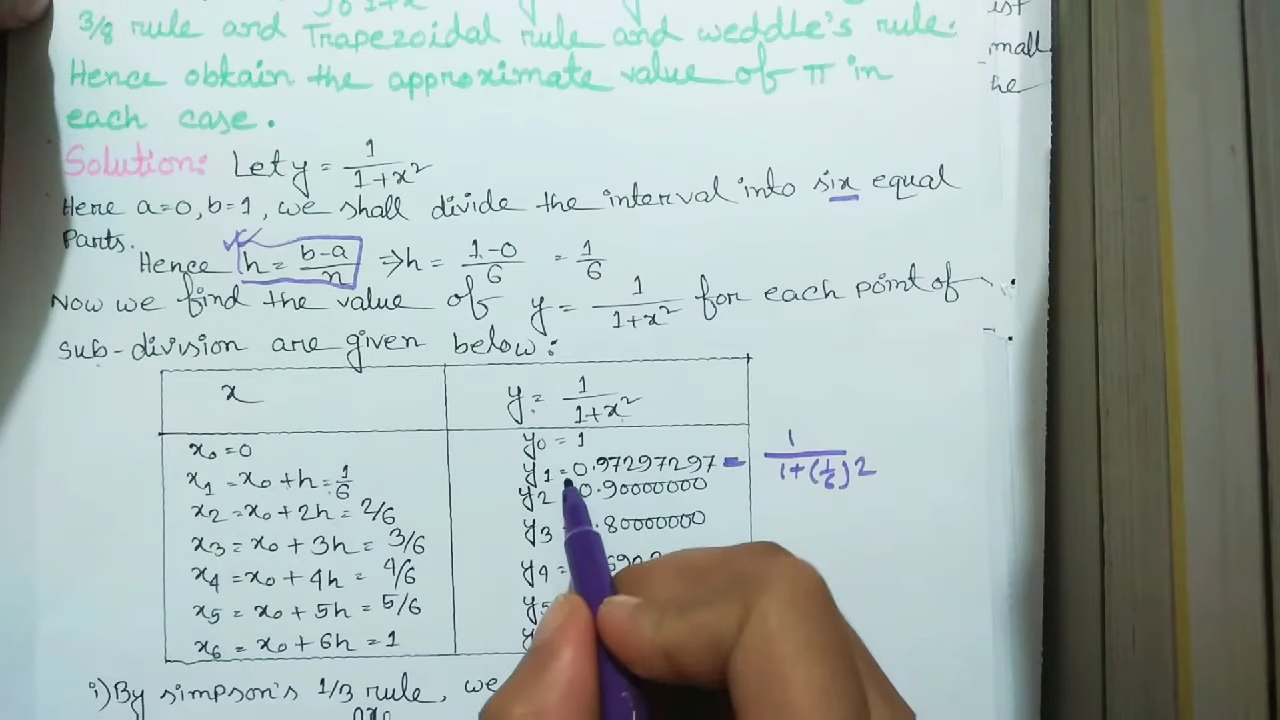 3/8 rule and Trapezoidal rule and weddle's rule.
Hence obtain the approximate value of π in
each case.
Solution: Let y = 1/(1+x²)
Here a=0, b=1, we shall divide the interval into six equal
Parts.
Hence h = (b-a)/n ⇒ h = (1-0)/6 = 1/6
Now we find the value of y = 1/(1+x²) for each point of
sub-division are given below:
x y = 1/(1+x²)
x₀ = 0 y₀ = 1
x₁ = x₀ + h = 1/6 y₁ = 0.97297297 = 1/(1+(1/6)2
x₂ = x₀ + 2h = 2/6 y₂ 0.90000000
x₃ = x₀ + 3h = 3/6 y₃ .80000000
x₄ = x₀ + 4h = 4/6 y₄ =
x₅ = x₀ + 5h = 5/6
x₆ = x₀ + 6h = 1
i) By simpson's 1/3 rule, we
ist
mall
he